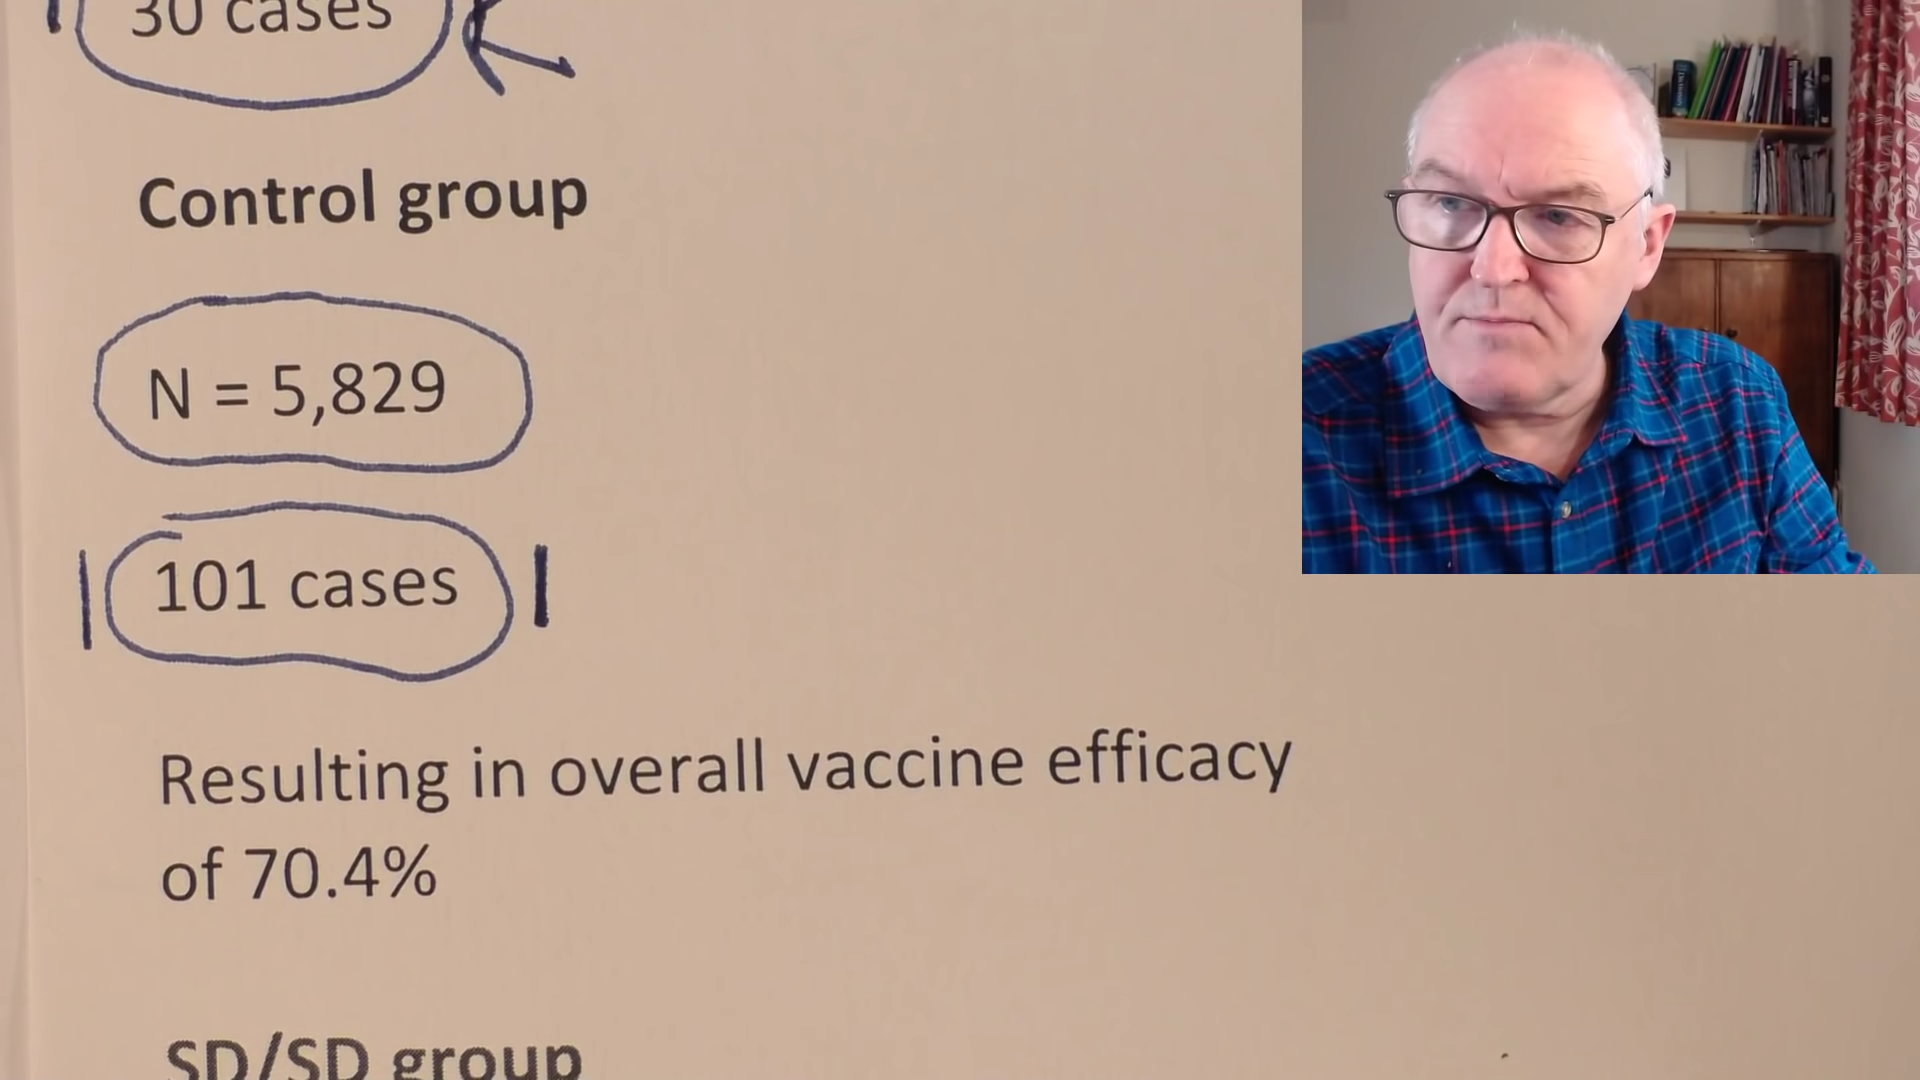 30 cases
Control group
N = 5,829
101 cases
Resulting in overall vaccine efficacy
of 70.4%
SD/SD group